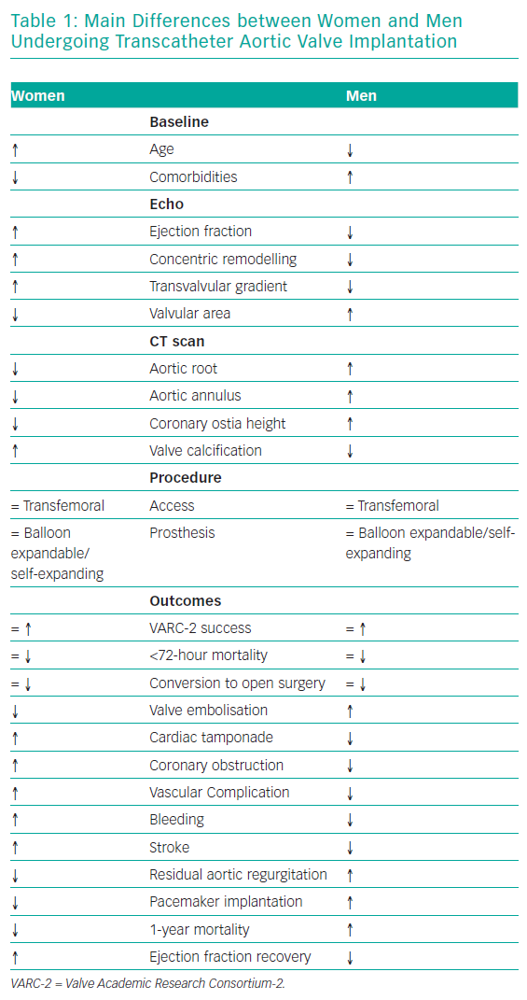 Table 1: Main Differences between Women and Men
Undergoing Transcatheter Aortic Valve Implantation
Women Men
Baseline
↑ Age ↓
↓ Comorbidities ↑
Echo
↑ Ejection fraction ↓
↑ Concentric remodelling ↓
↑ Transvalvular gradient ↓
↓ Valvular area ↑
CT scan
↓ Aortic root ↑
↓ Aortic annulus ↑
↓ Coronary ostia height ↑
↑ Valve calcification ↓
Procedure
= Transfemoral Access = Transfemoral
= Balloon Prosthesis = Balloon expandable/self-
expandable/ expanding
self-expanding
Outcomes
= ↑ VARC-2 success = ↑
= ↓ <72-hour mortality = ↓
= ↓ Conversion to open surgery = ↓
↓ Valve embolisation ↑
↑ Cardiac tamponade ↓
↑ Coronary obstruction ↓
↑ Vascular Complication ↓
↑ Bleeding ↓
↑ Stroke ↓
↓ Residual aortic regurgitation ↑
↓ Pacemaker implantation ↑
↓ 1-year mortality ↑
↑ Ejection fraction recovery ↓
VARC-2 = Valve Academic Research Consortium-2.